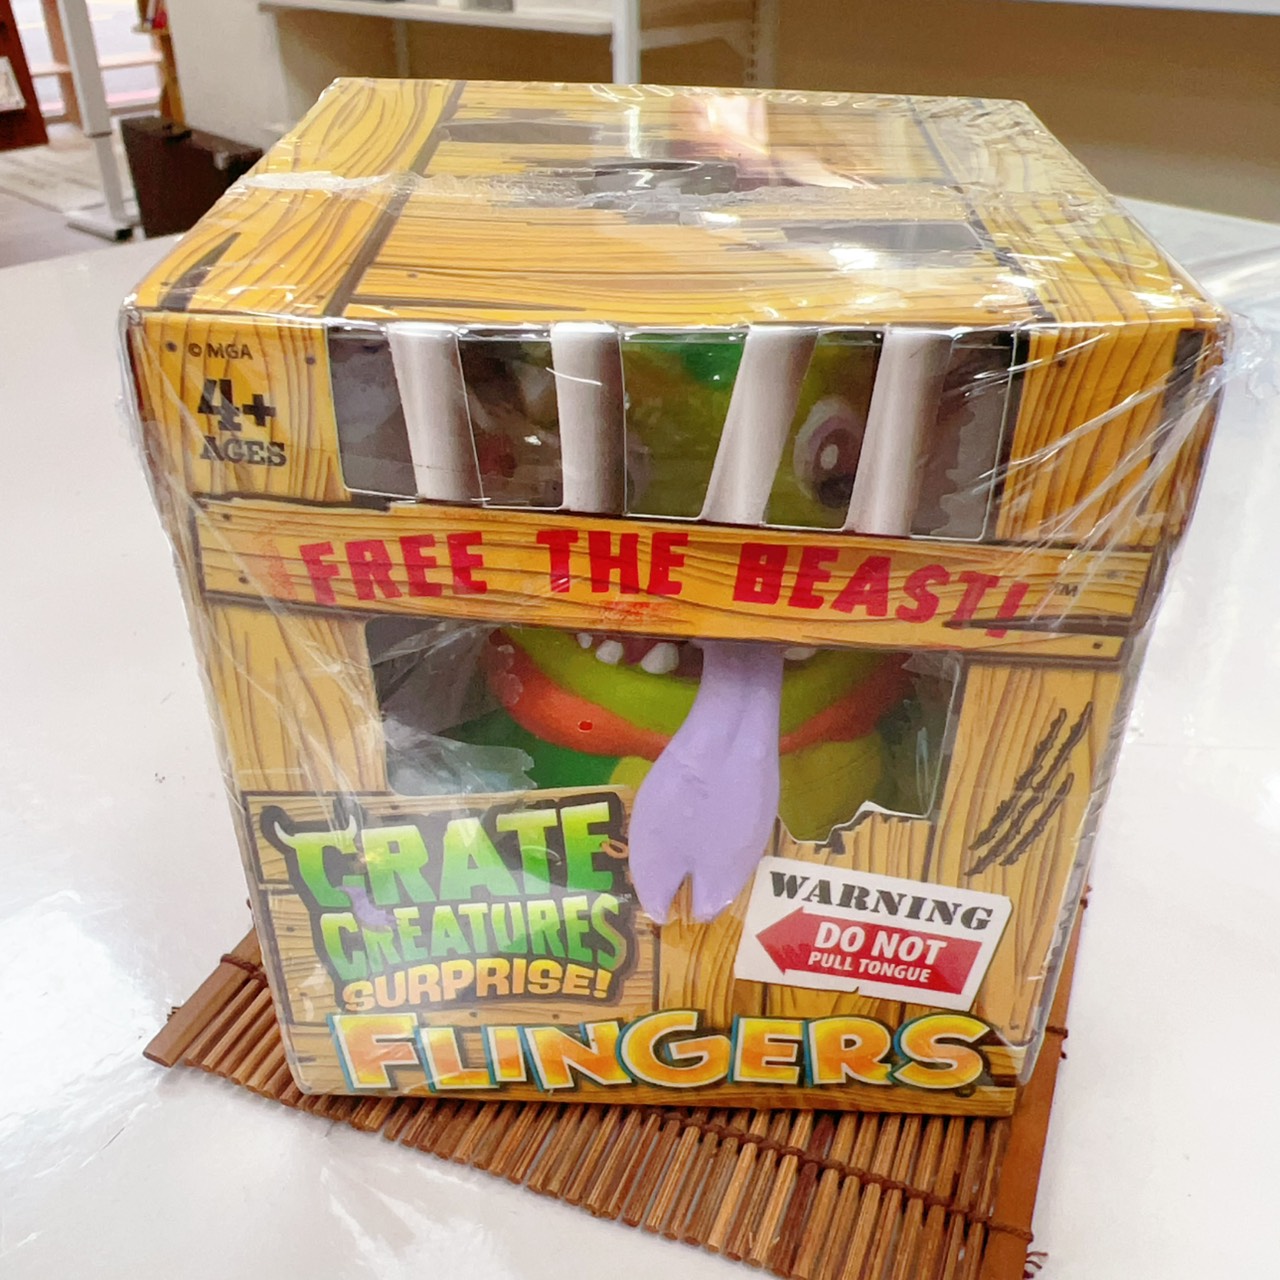 © MGA
4+
AGES
FREE THE BEAST!™
CRATE
CREATURES
SURPRISE!
WARNING
DO NOT
PULL TONGUE
FLINGERS